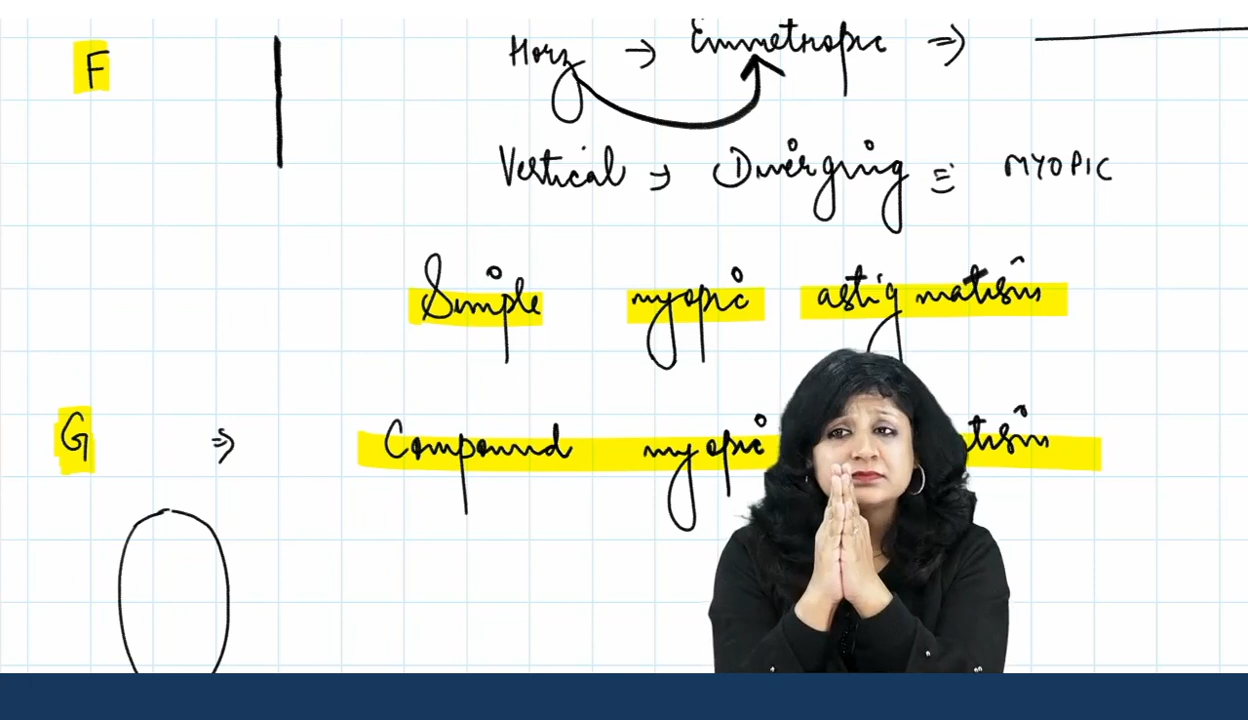 F
Horz → Emmetropic ⇒
Vertical → Diverging = MYOPIC
Simple myopic astigmatism
G ⇒ Compound myopic